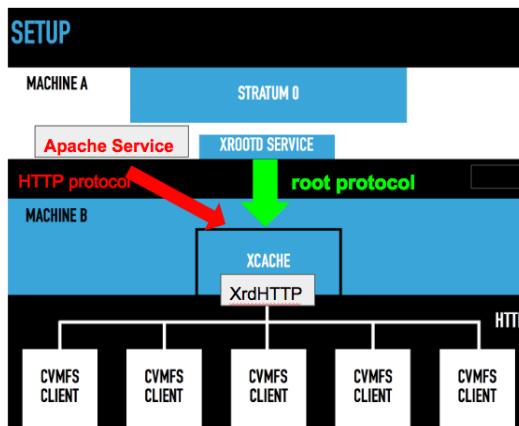 SETUP
MACHINE A
STRATUM 0
Apache Service
XROOTD SERVICE
HTTP protocol
root protocol
MACHINE B
XCACHE
XrdHTTP
HTT
CVMFS
CLIENT
CVMFS
CLIENT
CVMFS
CLIENT
CVMFS
CLIENT
CVMFS
CLIENT